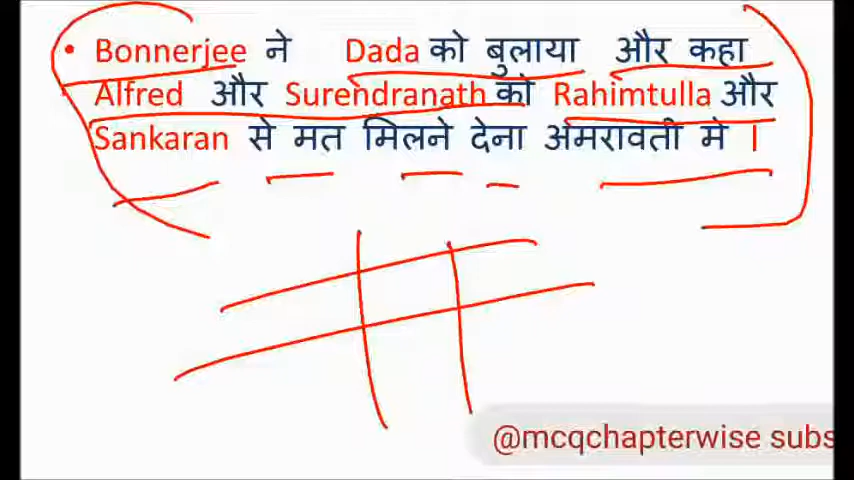 • Bonnerjee ने Dada को बुलाया और कहा
Alfred और Surendranath को Rahimtulla और
Sankaran से मत मिलने देना अमरावती मे ।
@mcqchapterwise subs